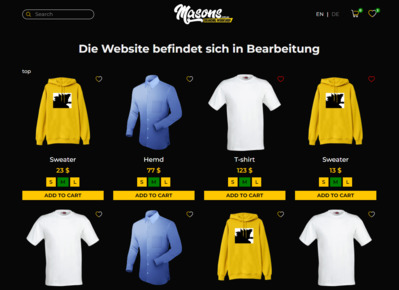 Search
Masons
EN | DE
Die Website befindet sich in Bearbeitung
top
Sweater
23 $
S M L
ADD TO CART
Hemd
77 $
S M L
ADD TO CART
T-shirt
123 $
S M L
ADD TO CART
Sweater
13 $
S M L
ADD TO CART